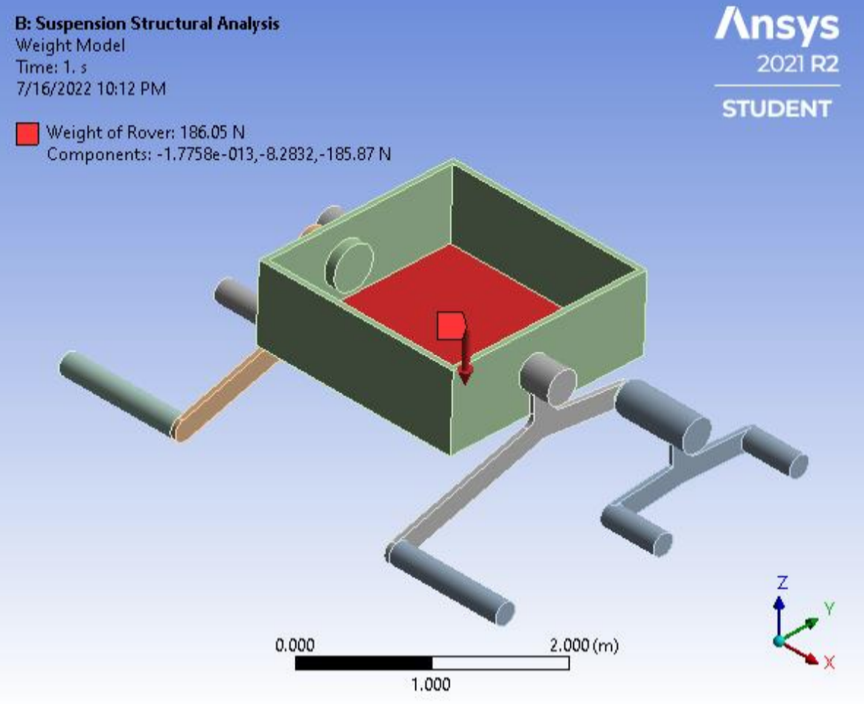 B: Suspension Structural Analysis
Weight Model
Time: 1. s
7/16/2022 10:12 PM
Weight of Rover: 186.05 N
Components: -1.7758e-013,-8.2832,-185.87 N
Ansys
2021 R2
STUDENT
0.000
2.000 (m)
1.000
Z
Y
X